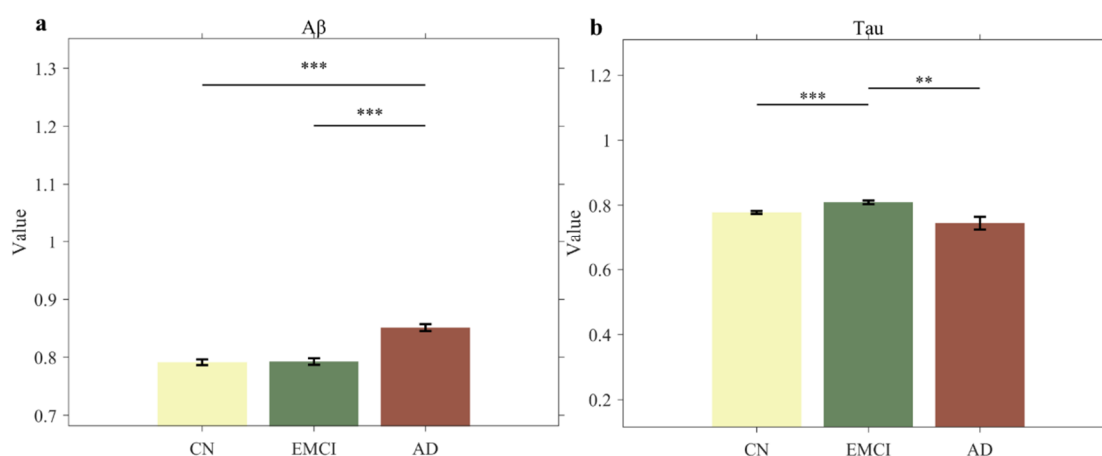 a
Aβ
Value
1.3
1.2
1.1
1
0.9
0.8
0.7
***
***
CN EMCI AD
b
Tau
Value
1.2
1
0.8
0.6
0.4
0.2
***
**
CN EMCI AD